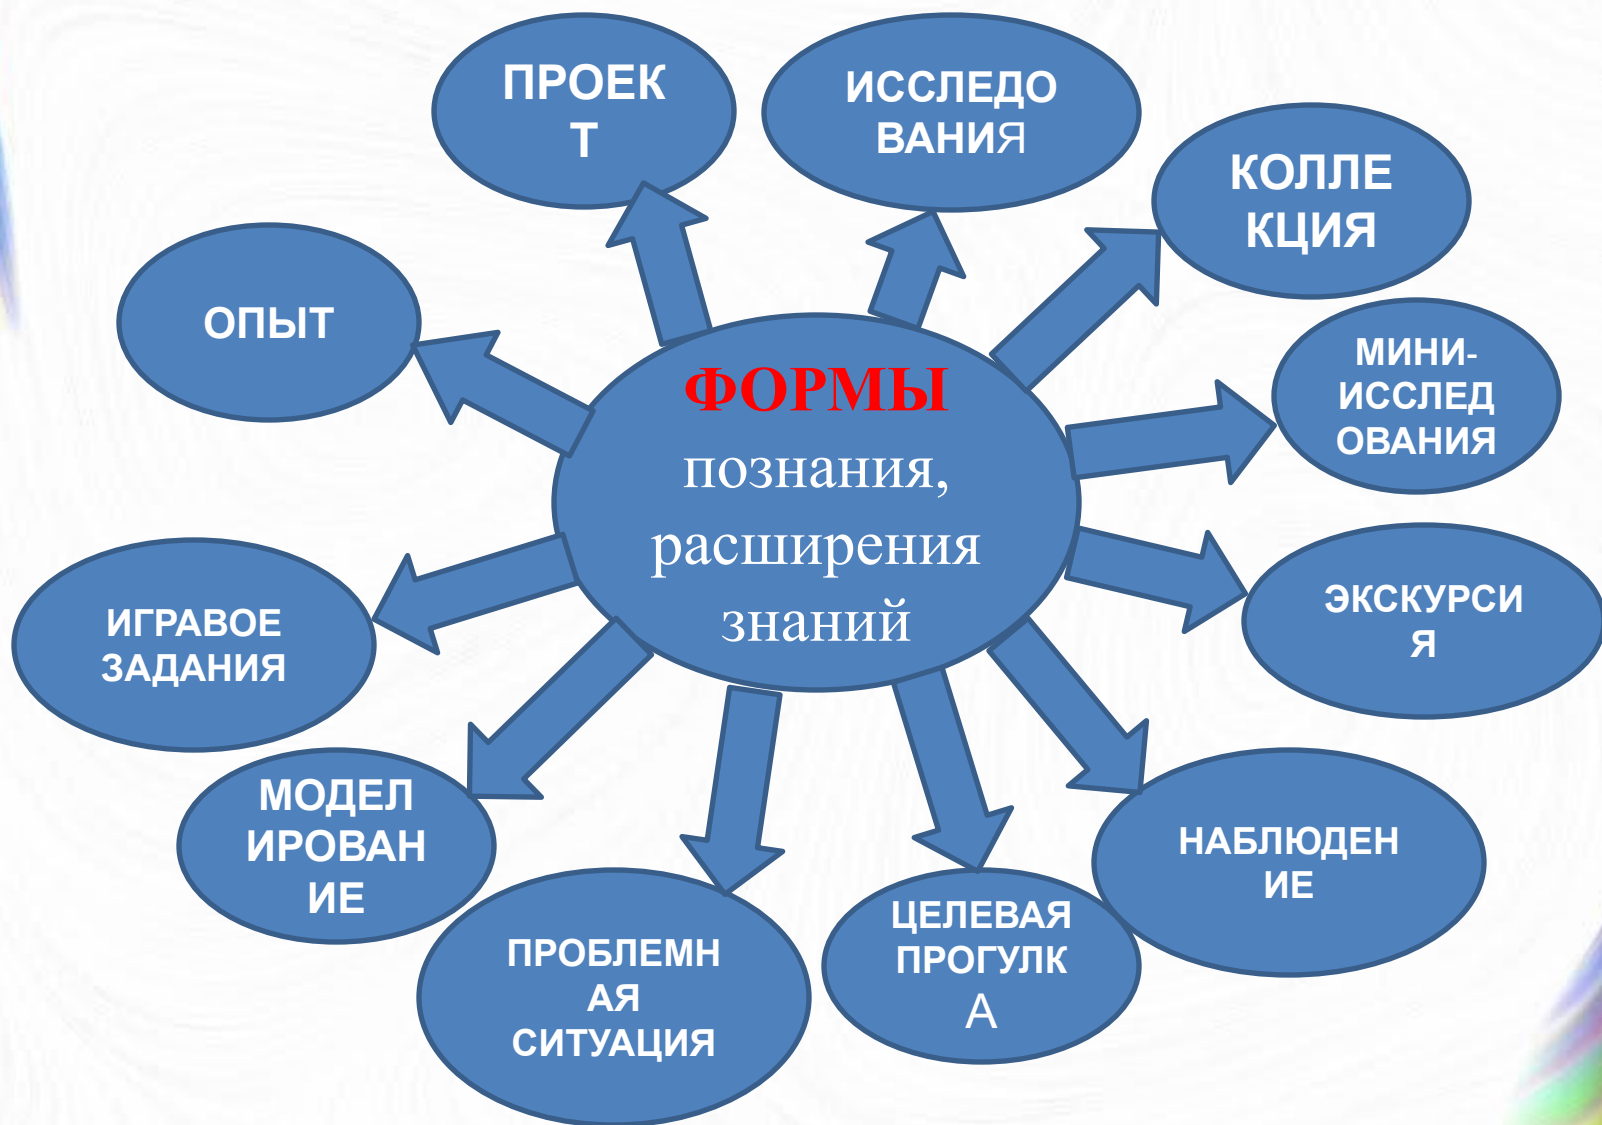 ПРОЕК
Т
ИССЛЕДО
ВАНИЯ
КОЛЛЕ
КЦИЯ
ОПЫТ
МИНИ-
ИССЛЕД
ОВАНИЯ
ФОРМЫ
познания,
расширения
знаний
ЭКСКУРСИ
Я
ИГРАВОЕ
ЗАДАНИЯ
МОДЕЛ
ИРОВАН
ИЕ
НАБЛЮДЕН
ИЕ
ПРОБЛЕМН
АЯ
СИТУАЦИЯ
ЦЕЛЕВАЯ
ПРОГУЛК
А